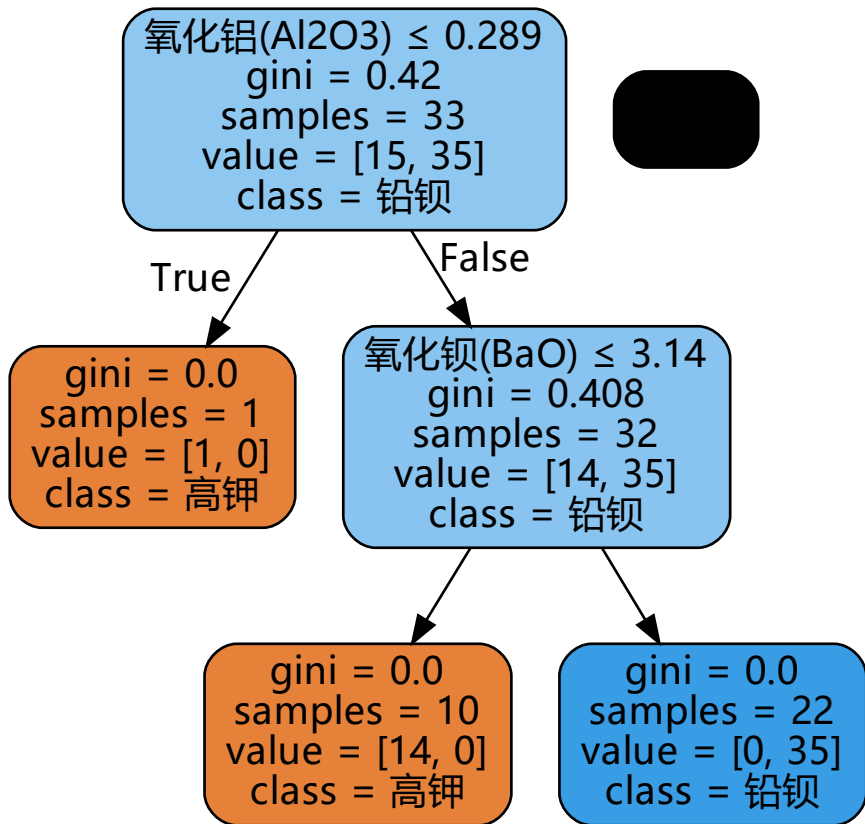 氧化铝(Al2O3) ≤ 0.289
gini = 0.42
samples = 33
value = [15, 35]
class = 铅钡
True
False
gini = 0.0
samples = 1
value = [1, 0]
class = 高钾
氧化钡(BaO) ≤ 3.14
gini = 0.408
samples = 32
value = [14, 35]
class = 铅钡
gini = 0.0
samples = 10
value = [14, 0]
class = 高钾
gini = 0.0
samples = 22
value = [0, 35]
class = 铅钡